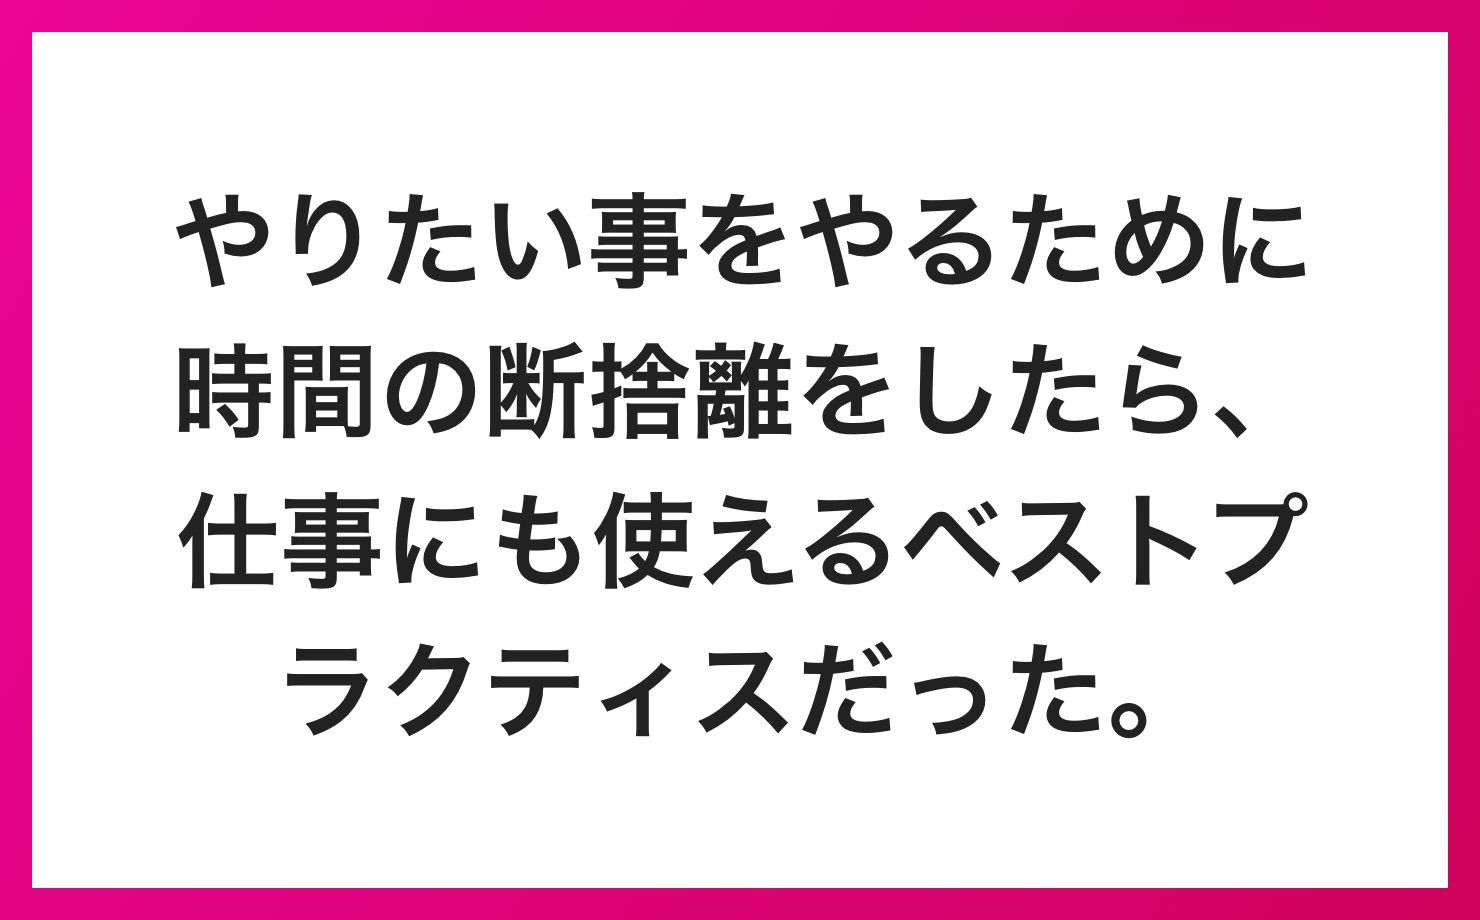 やりたい事をやるために
時間の断捨離をしたら、
仕事にも使えるベストプ
ラクティスだった。